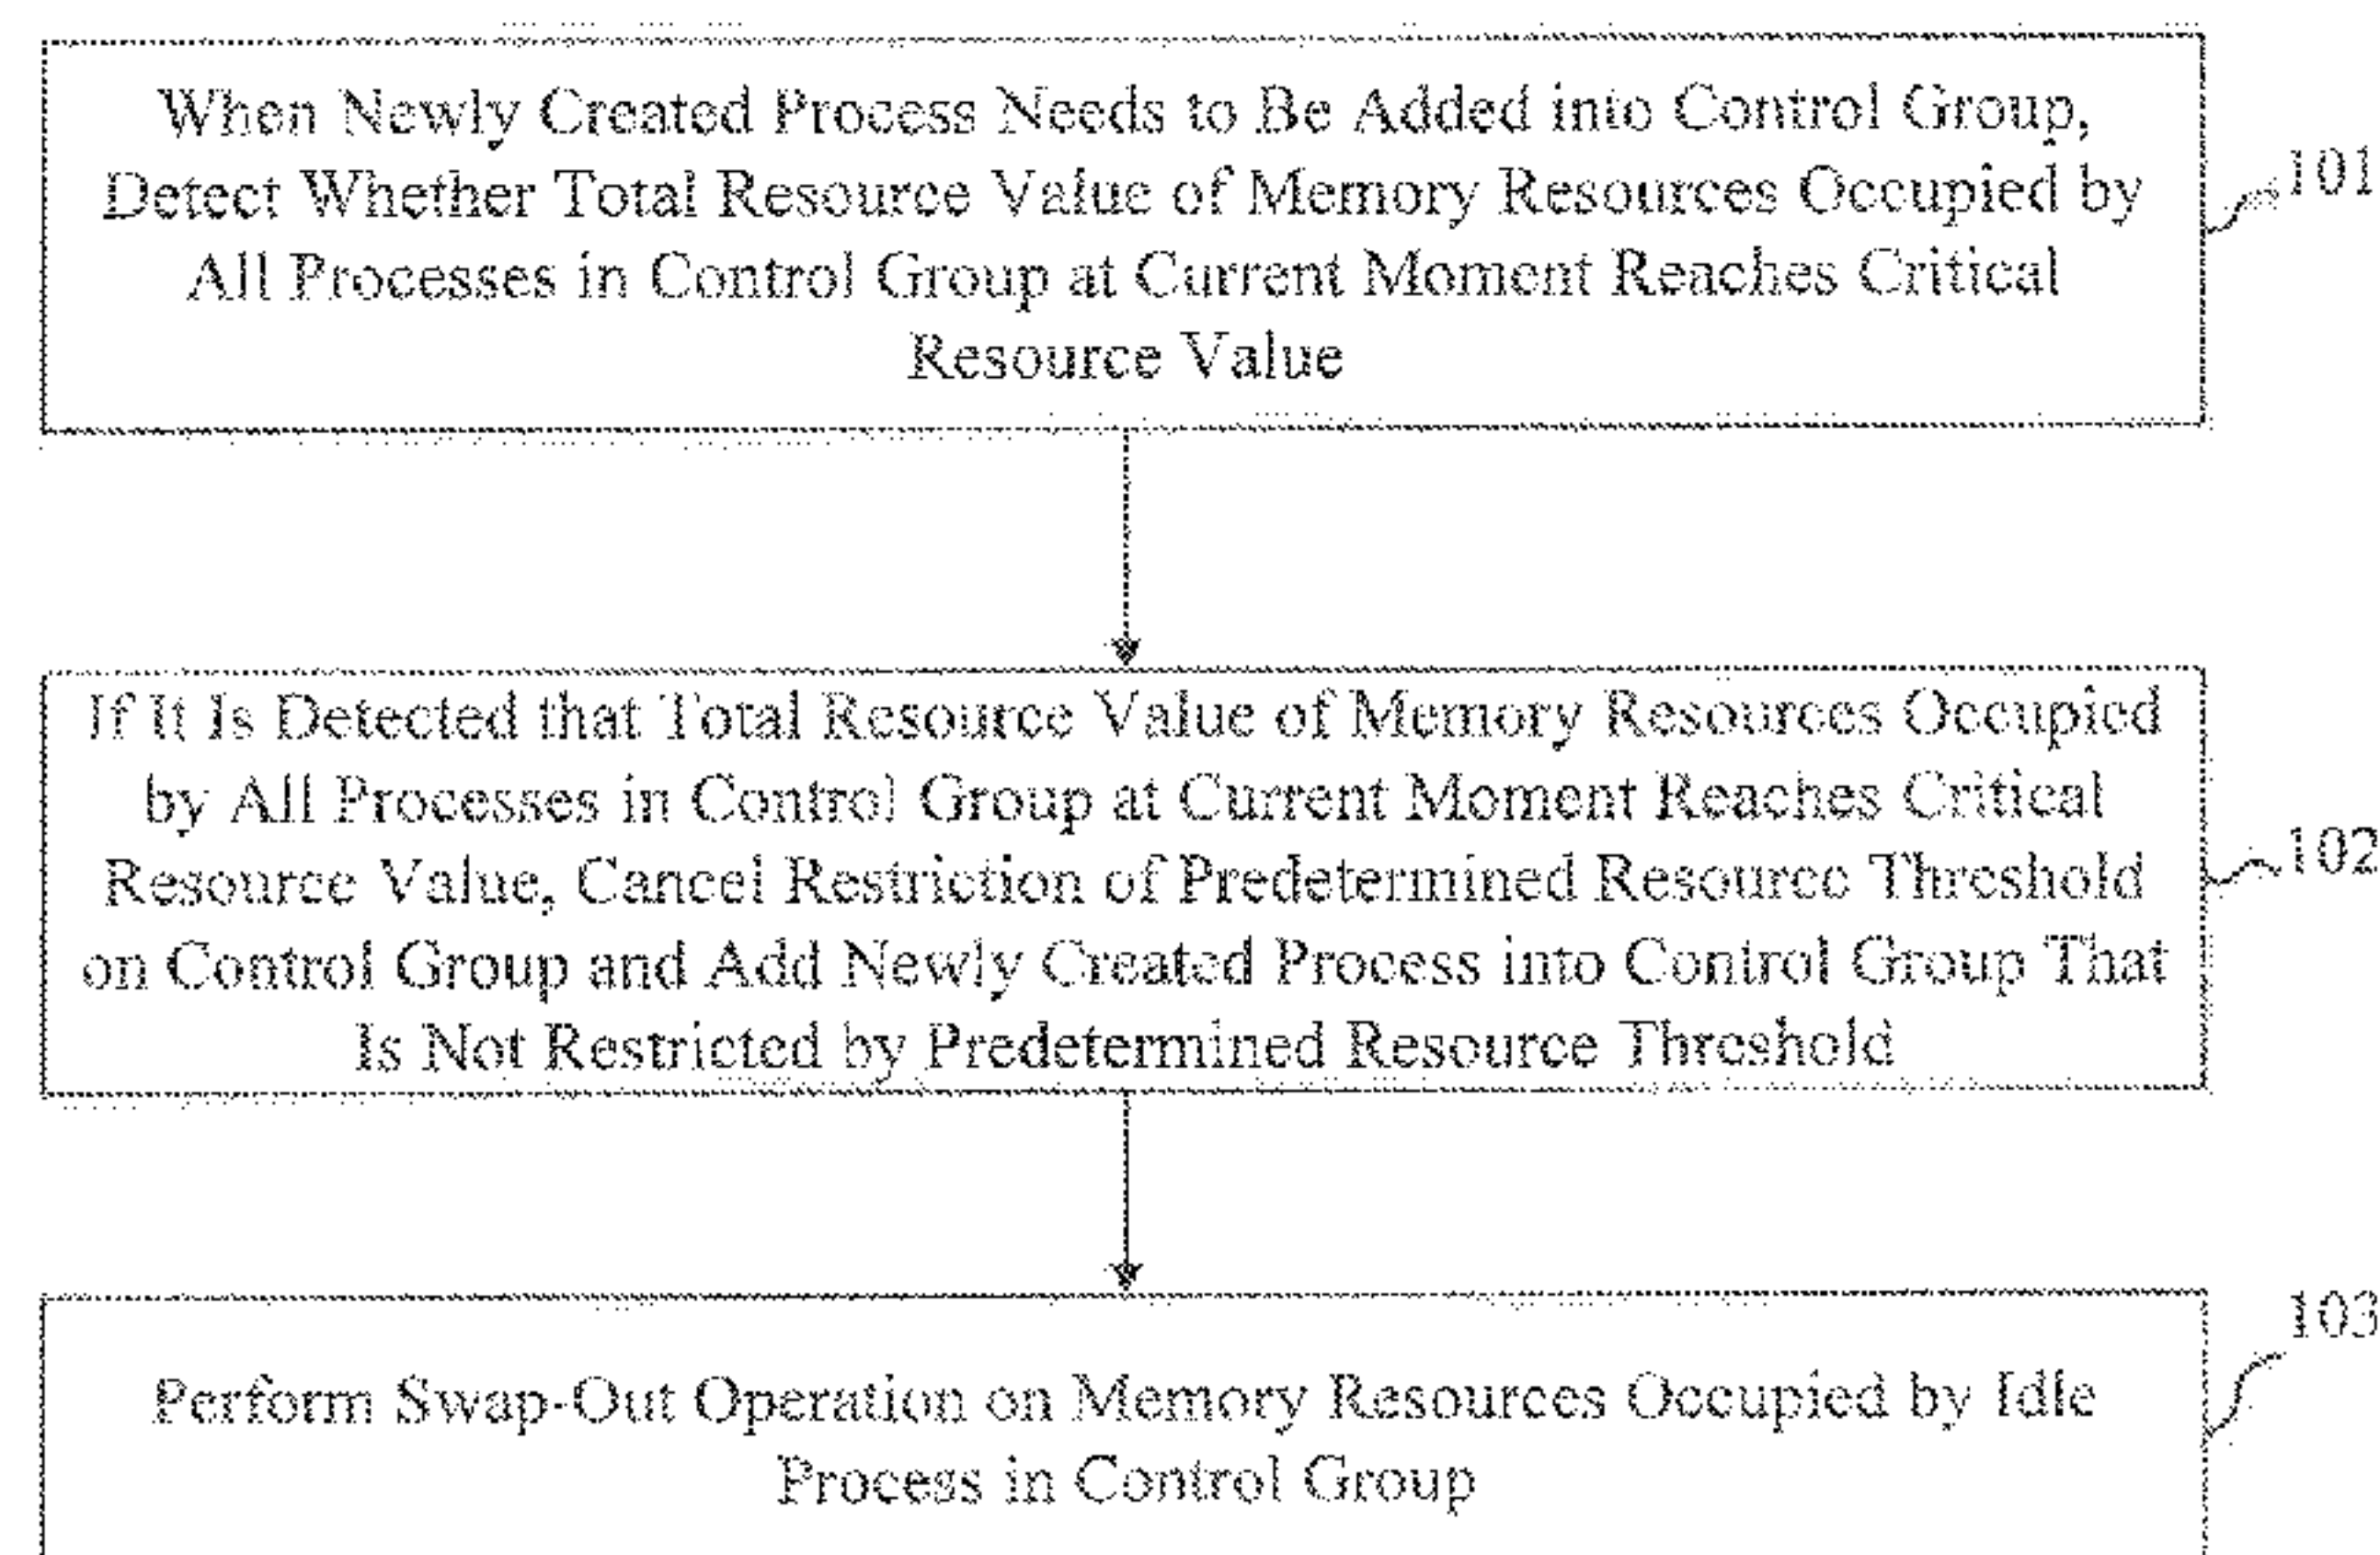 When Newly Created Process Needs to Be Added into Control Group,
Detect Whether Total Resource Value of Memory Resources Occupied by
All Processes in Control Group at Current Moment Reaches Critical
Resource Value
101
If It Is Detected that Total Resource Value of Memory Resources Occupied
by All Processes in Control Group at Current Moment Reaches Critical
Resource Value, Cancel Restriction of Predetermined Resource Threshold
on Control Group and Add Newly Created Process into Control Group That
Is Not Restricted by Predetermined Resource Threshold
102
Perform Swap-Out Operation on Memory Resources Occupied by Idle
Process in Control Group
103